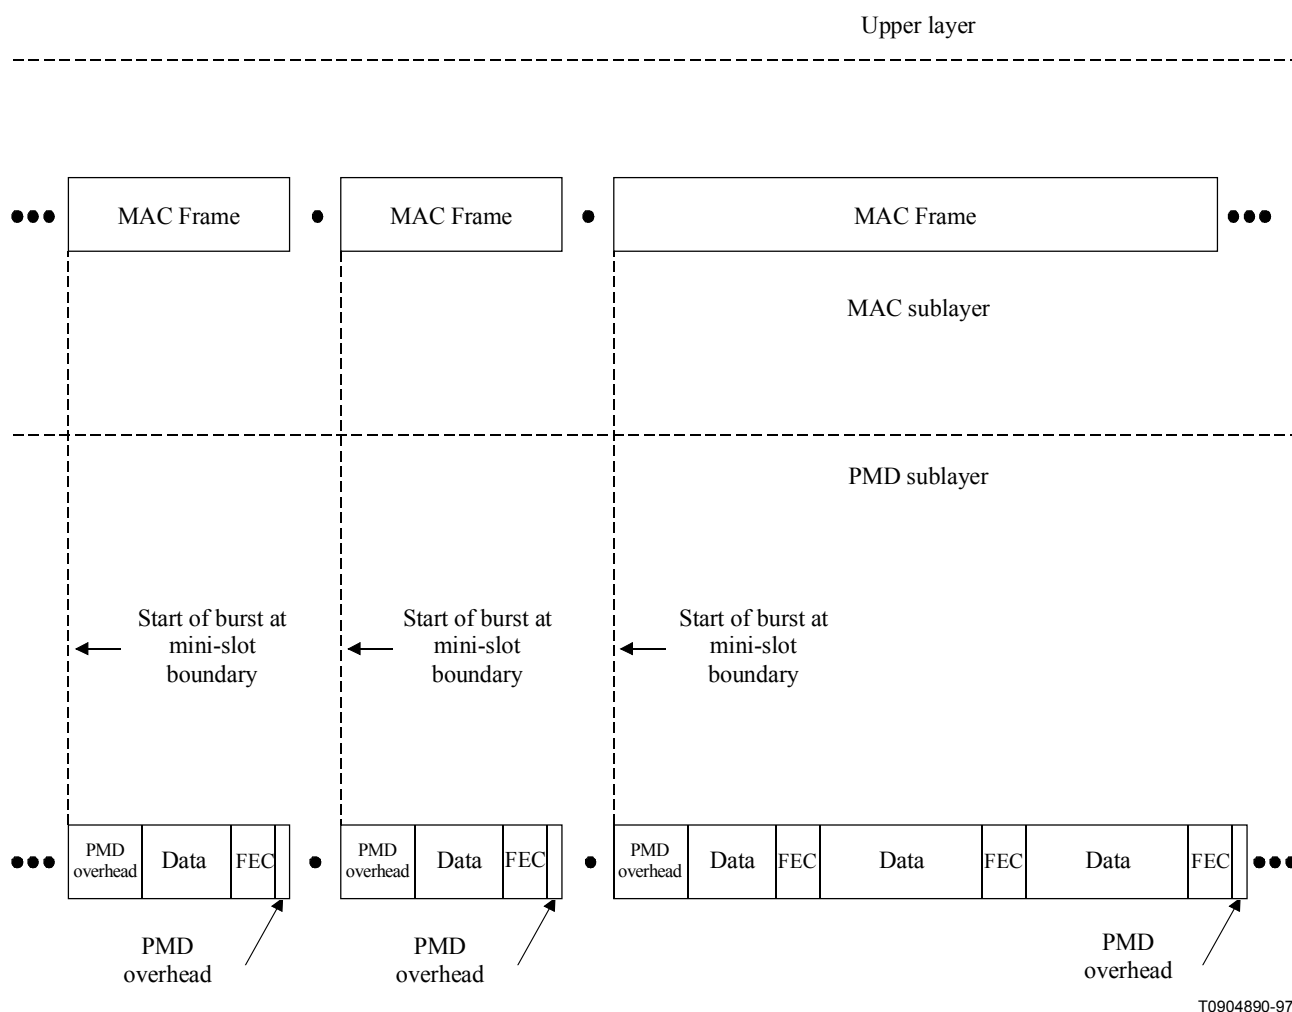 Upper layer
MAC Frame
MAC Frame
MAC Frame
MAC sublayer
PMD sublayer
Start of burst at
mini-slot
boundary
Start of burst at
mini-slot
boundary
Start of burst at
mini-slot
boundary
PMD
overhead
Data
FEC
PMD
overhead
Data
FEC
PMD
overhead
Data
FEC
Data
FEC
Data
FEC
PMD
overhead
PMD
overhead
PMD
overhead
T0904890-97